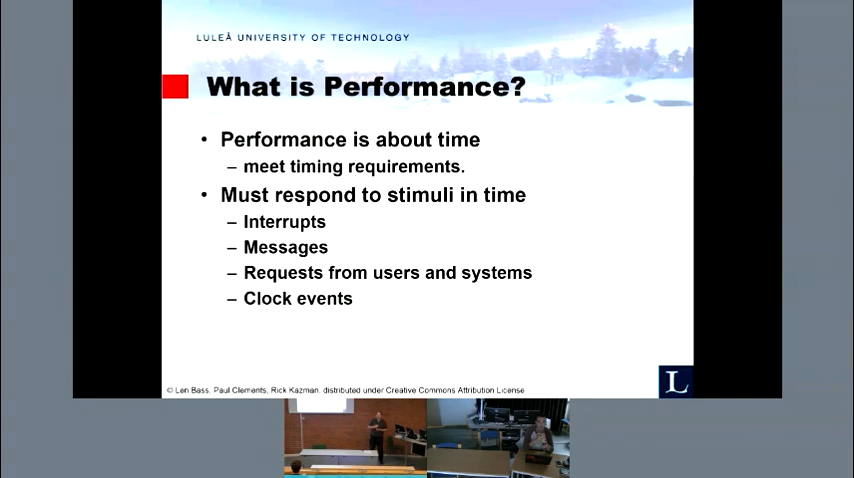 LULEÅ UNIVERSITY OF TECHNOLOGY
What is Performance?
• Performance is about time
– meet timing requirements.
• Must respond to stimuli in time
– Interrupts
– Messages
– Requests from users and systems
– Clock events
© Len Bass, Paul Clements, Rick Kazman, distributed under Creative Commons Attribution License
L